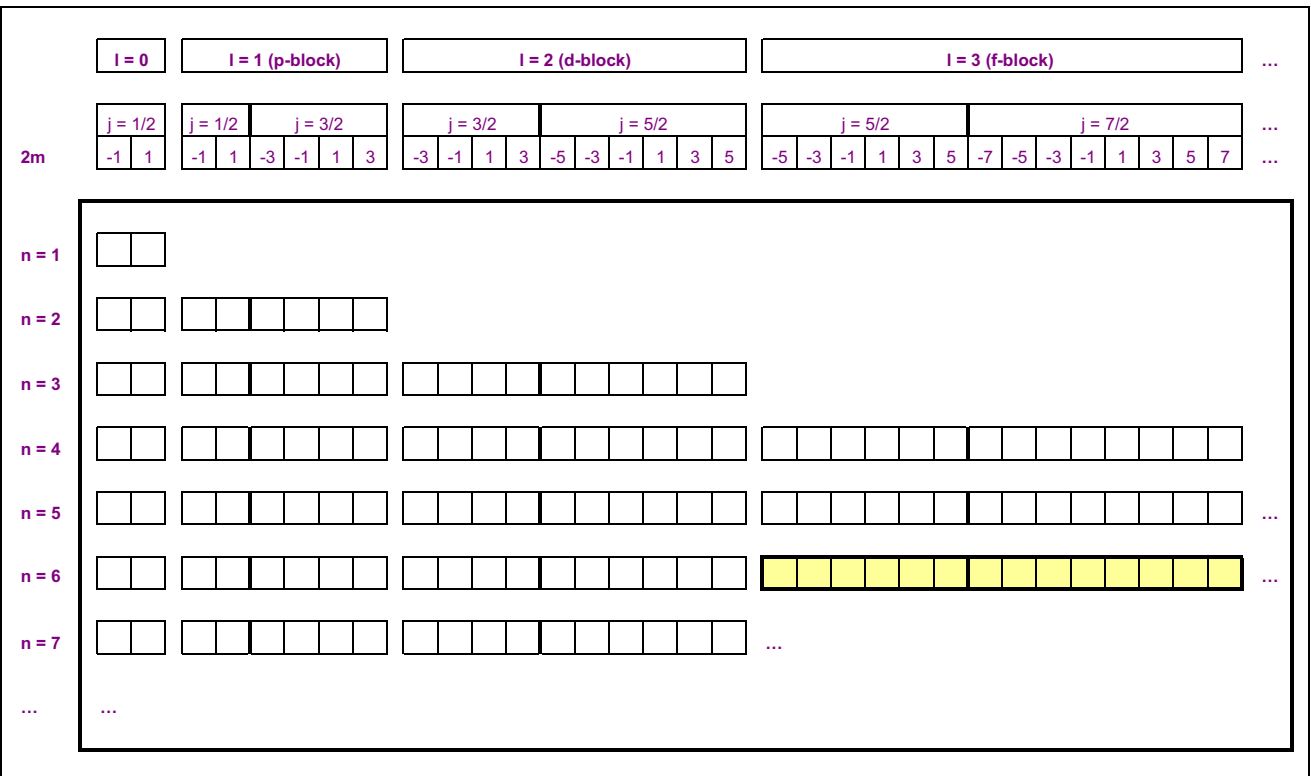 l = 0 l = 1 (p-block) l = 2 (d-block) l = 3 (f-block) ...
j = 1/2 j = 1/2 j = 3/2 j = 3/2 j = 5/2 j = 5/2 j = 7/2 ...
2m -1 1 -1 1 -3 -1 1 3 -3 -1 1 3 -5 -3 -1 1 3 5 -5 -3 -1 1 3 5 -7 -5 -3 -1 1 3 5 7 ...
n = 1
n = 2
n = 3
n = 4
n = 5 ...
n = 6 ...
n = 7 ...
... ...